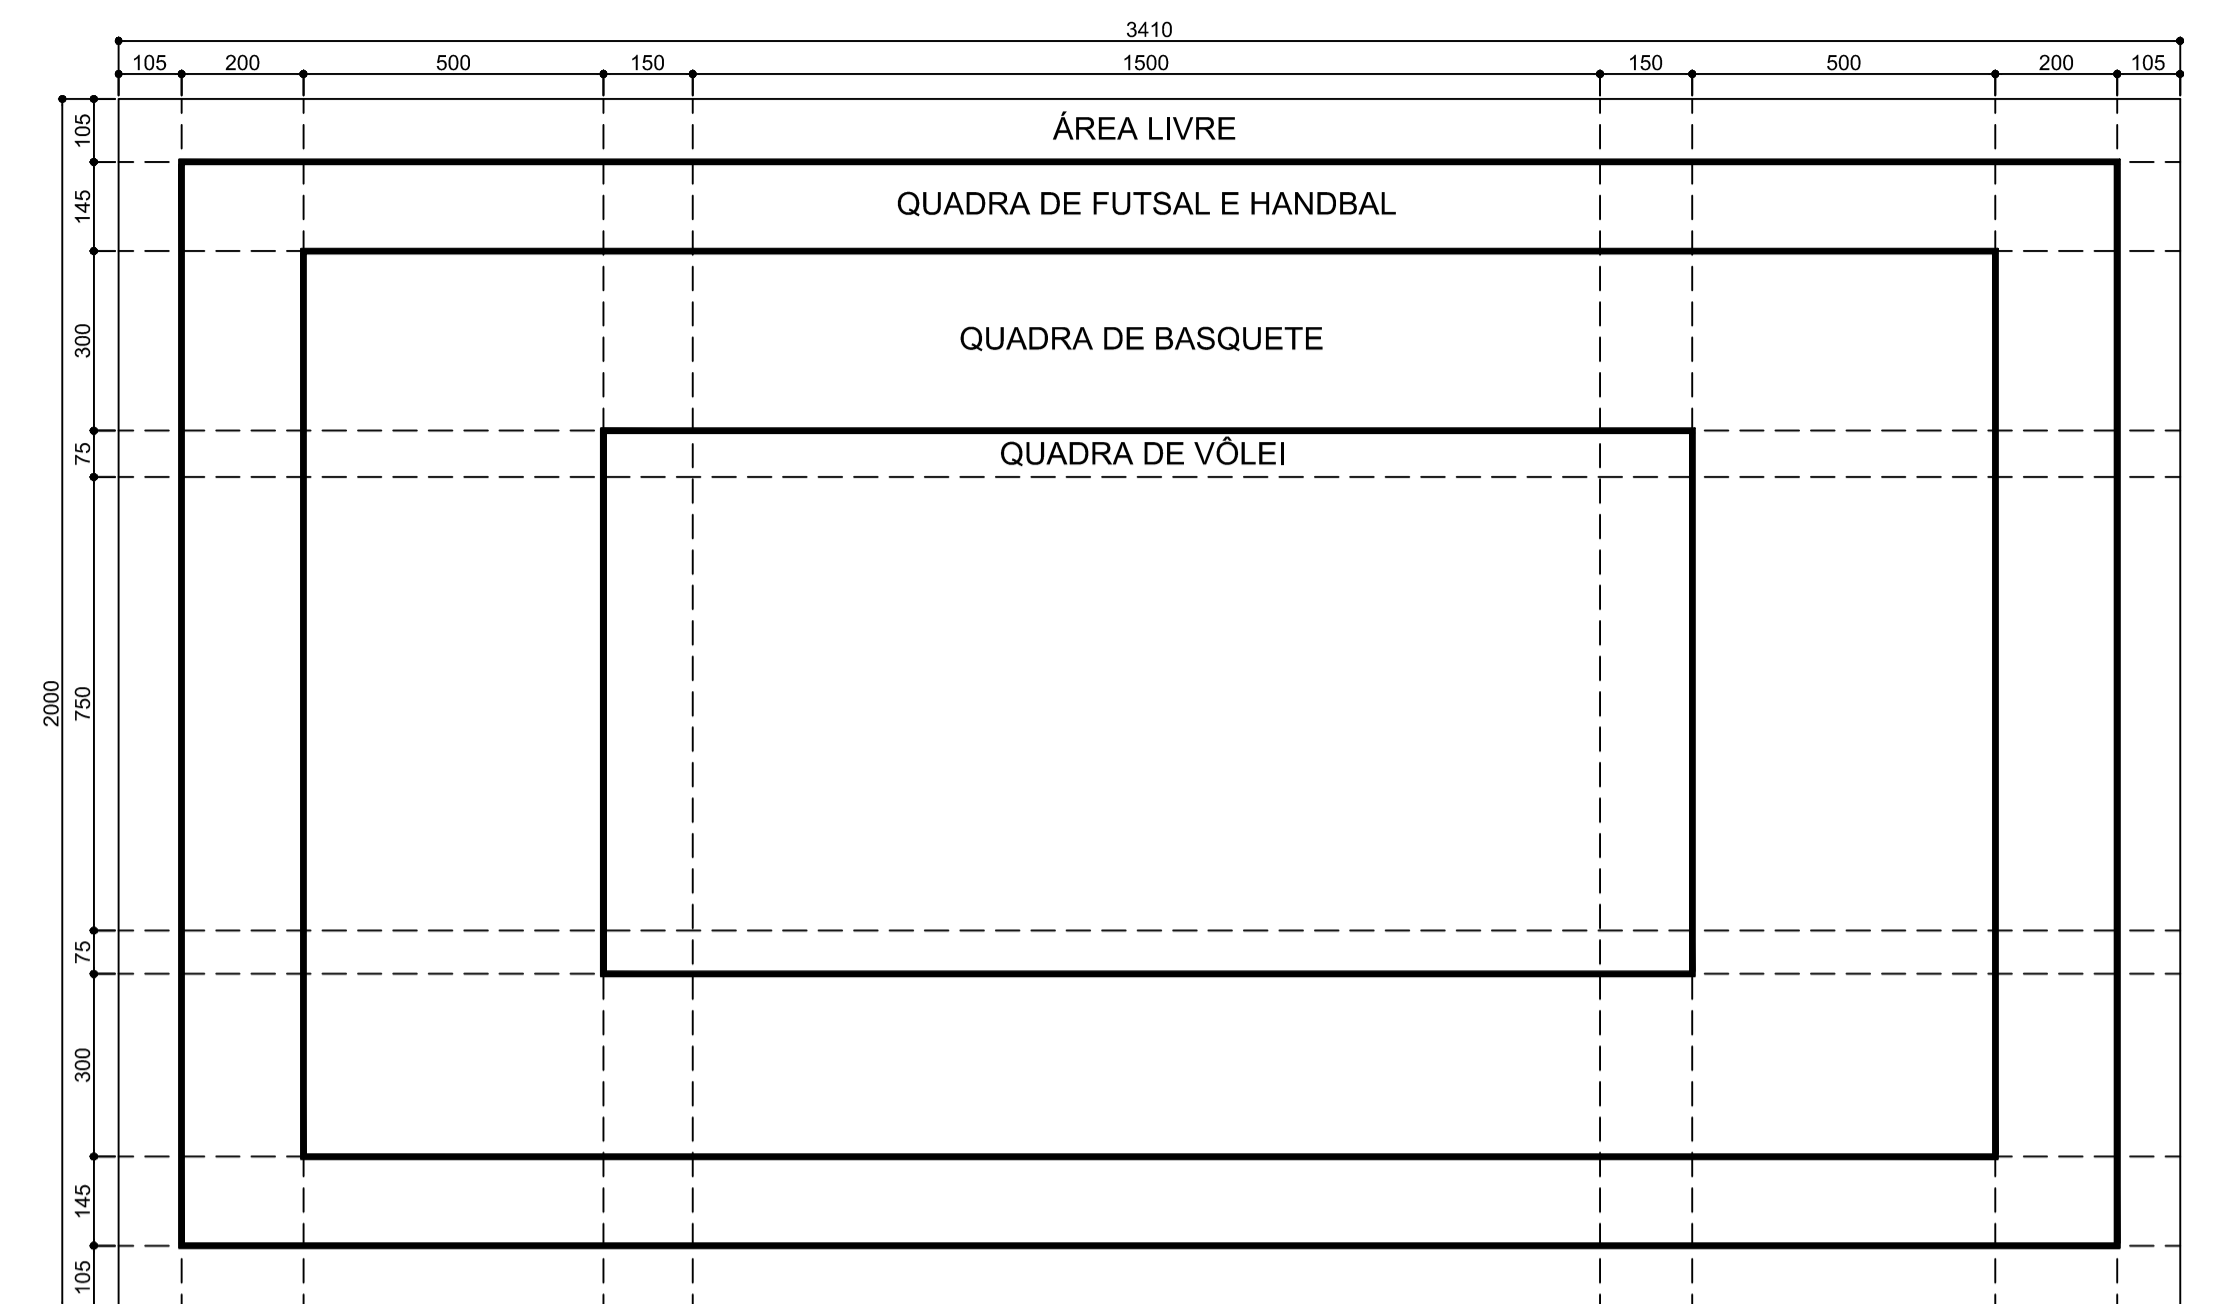 3410
105 200 500 150 1500 150 500 200 105
105
ÁREA LIVRE
145
QUADRA DE FUTSAL E HANDBAL
300
QUADRA DE BASQUETE
75
QUADRA DE VÔLEI
2000
750
75
300
145
105